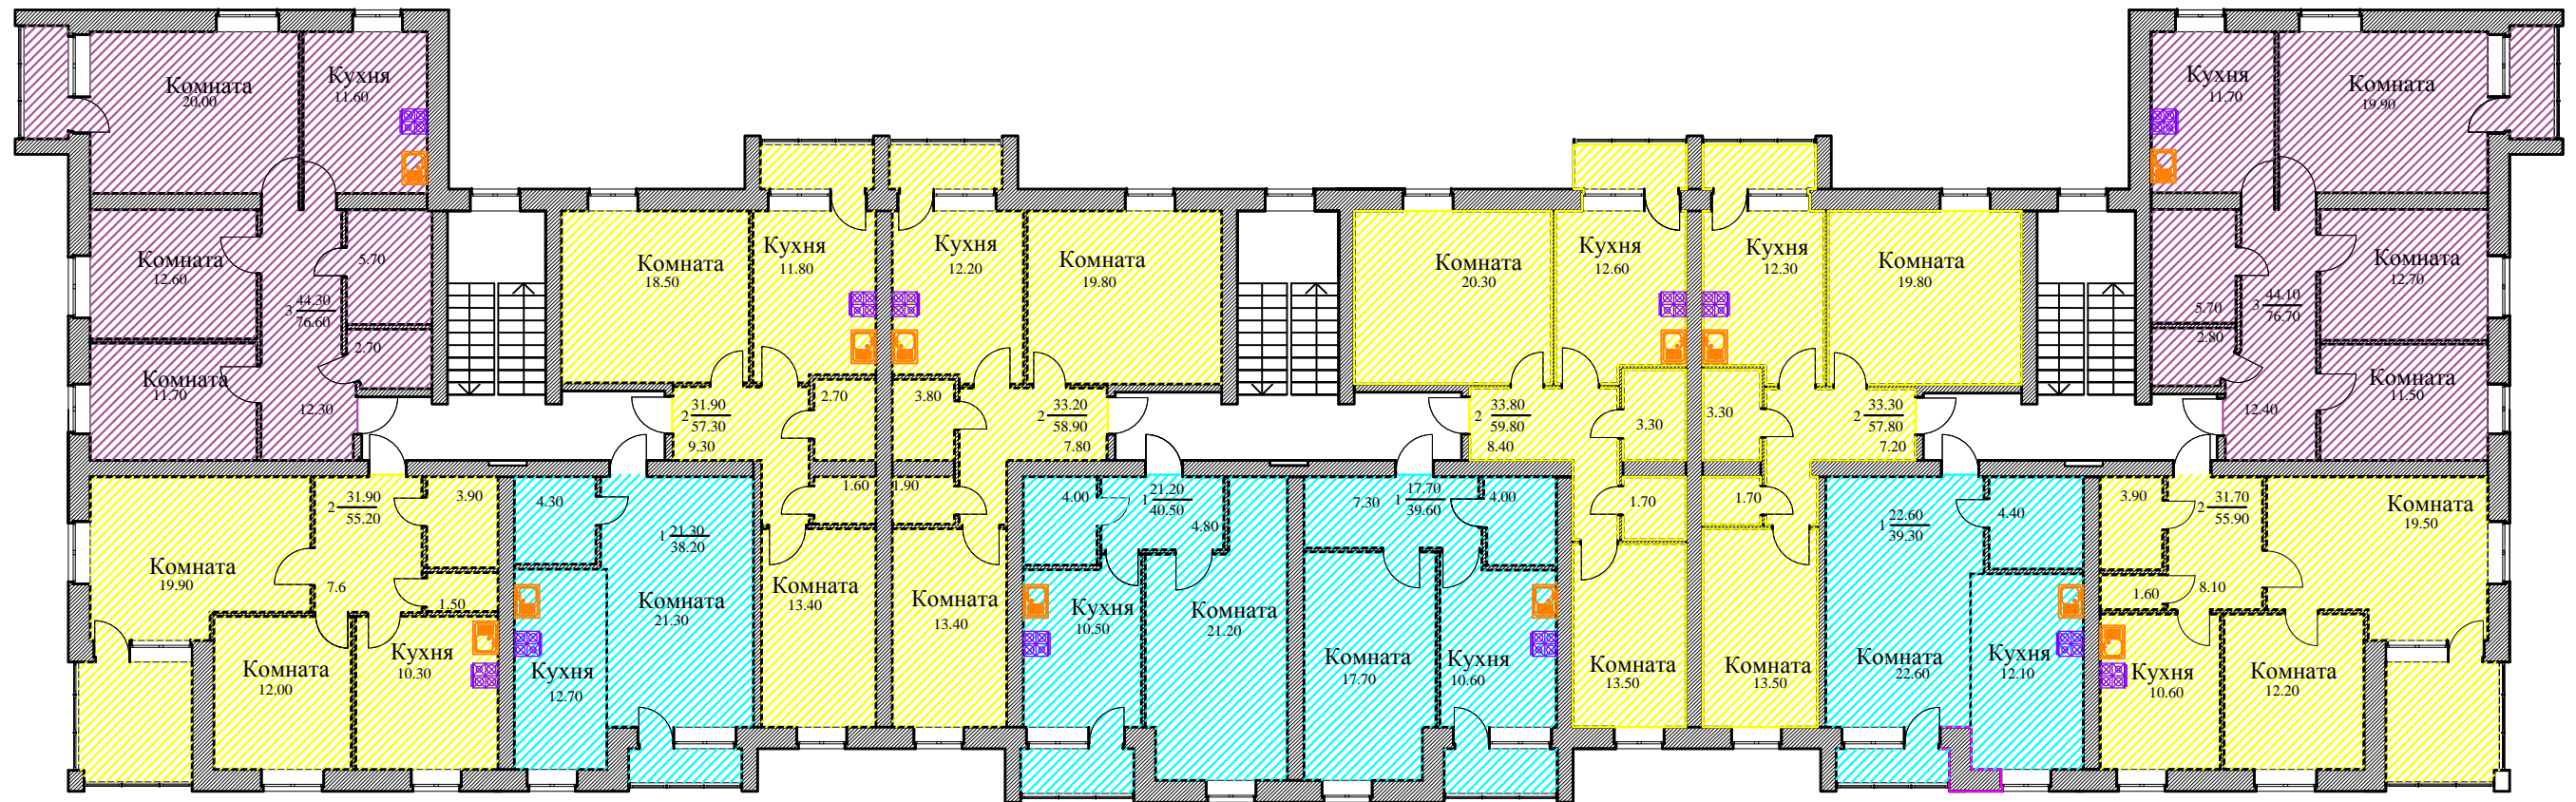 Комната
20.00
Кухня
11.60
Комната
12.60
5.70
3 44.30
76.60
2.70
Комната
11.70
12.30
Комната
18.50
Кухня
11.80
2 31.90
57.30
9.30
2.70
1.60
Комната
13.40
Кухня
12.20
Комната
19.80
3.80
2 33.20
58.90
7.80
1.90
Комната
13.40
Комната
20.30
Кухня
12.60
2 33.80
59.80
8.40
3.30
1.70
Комната
13.50
Кухня
12.30
Комната
19.80
3.30
2 33.30
57.80
7.20
1.70
Комната
13.50
Кухня
11.70
Комната
19.90
Комната
12.70
5.70
3 44.10
76.70
2.80
Комната
11.50
12.40
2 31.90
55.20
3.90
Комната
19.90
7.6
1.50
Комната
12.00
Кухня
10.30
4.30
1 21.30
38.20
Комната
21.30
Кухня
12.70
4.00
1 21.20
40.50
4.80
Кухня
10.50
Комната
21.20
7.30
1 17.70
39.60
4.00
Комната
17.70
Кухня
10.60
1 22.60
39.30
4.40
Комната
22.60
Кухня
12.10
3.90
2 31.70
55.90
Комната
19.50
1.60
8.10
Кухня
10.60
Комната
12.20